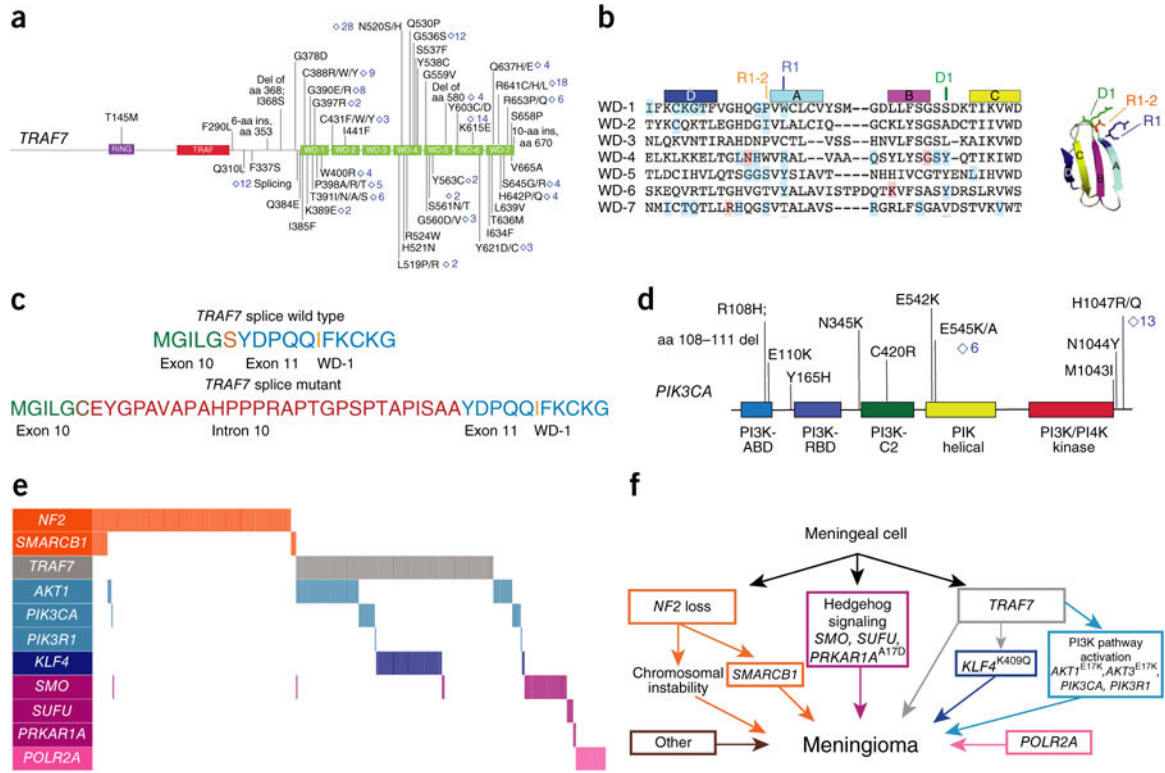 a
TRAF7
T145M
RING
TRAF
F290L
6-aa ins,
aa 353
Del of
aa 368;
I368S
G378D
C388R/W/Y ◇ 9
G390E/R ◇ 8
G397R ◇ 2
C431F/W/Y ◇ 3
I441F
◇ 28 N520S/H
Q530P
G536S ◇ 12
S537F
Y538C
G559V
Del of
aa 580 ◇ 4
Y603C/D
◇ 14
K615E
Q637H/E ◇ 4
R641C/H/L ◇ 18
R653P/Q ◇ 6
S658P
10-aa ins,
aa 670
WD-1 WD-2 WD-3 WD-4 WD-5 WD-6 WD-7
Q310L
F337S
◇ 12 Splicing
Q384E
I385F
W400R ◇ 4
P398A/R/T ◇ 5
T391I/N/A/S ◇ 6
K389E ◇ 2
R524W
H521N
L519P/R ◇ 2
Y563C ◇ 2
S561N/T
G560D/V ◇ 3
V665A
S645G/R ◇ 4
H642P/Q ◇ 4
L639V
T636M
I634F
Y621D/C ◇ 3
b
R1-2
R1
D1
D A B C
WD-1 IFKCKGTFVGHQGPVWCLCVYSM---GDLLFSGSSDKTIKVWD
WD-2 TYKCQKTLEGHDGIVLALCIQ----GCKLYSGSADCTIIVWD
WD-3 LQKVNTIRAHDNPVCTLVSS----HNVLFSGSLKAIKVWD
WD-4 ELKLKKELTGLNHWVRALVAA----QSYLYSGSYQTIKIWD
WD-5 LDCIHVLQTSGGSVYSIAVT----NHHIVCGTYENLIHVWD
WD-6 KEQVRTLTGHVGTVYALAVISTPDQTKVFSASYDRSLRVWS
WD-7 NMICTQTLLRHQGSVTALAVS----RGRLFSGAVDSTVKVWD
D1
R1-2
R1
C
B
A
D
c
TRAF7 splice wild type
MGILGSYDPQQIFKCKG
Exon 10 Exon 11 WD-1
TRAF7 splice mutant
MGILGCEYGPAVAPAHPPPRAPTGPSPTAPISAAYDPQQIFKCKG
Exon 10 Intron 10 Exon 11 WD-1
d
R108H;
aa 108–111 del
E110K
Y165H
N345K
C420R
E542K
E545K/A
◇ 6
H1047R/Q
◇ 13
N1044Y
M1043I
PIK3CA
PI3K-
ABD
PI3K-
RBD
PI3K-
C2
PIK
helical
PI3K/PI4K
kinase
e
NF2
SMARCB1
TRAF7
AKT1
PIK3CA
PIK3R1
KLF4
SMO
SUFU
PRKAR1A
POLR2A
f
Meningeal cell
NF2 loss
Hedgehog
signaling
SMO, SUFU,
PRKAR1A^A17D
TRAF7
Chromosomal
instability
SMARCB1
KLF4^K409Q
PI3K pathway
activation
AKT1^E17K, AKT3^E17K,
PIK3CA, PIK3R1
Other
Meningioma
POLR2A